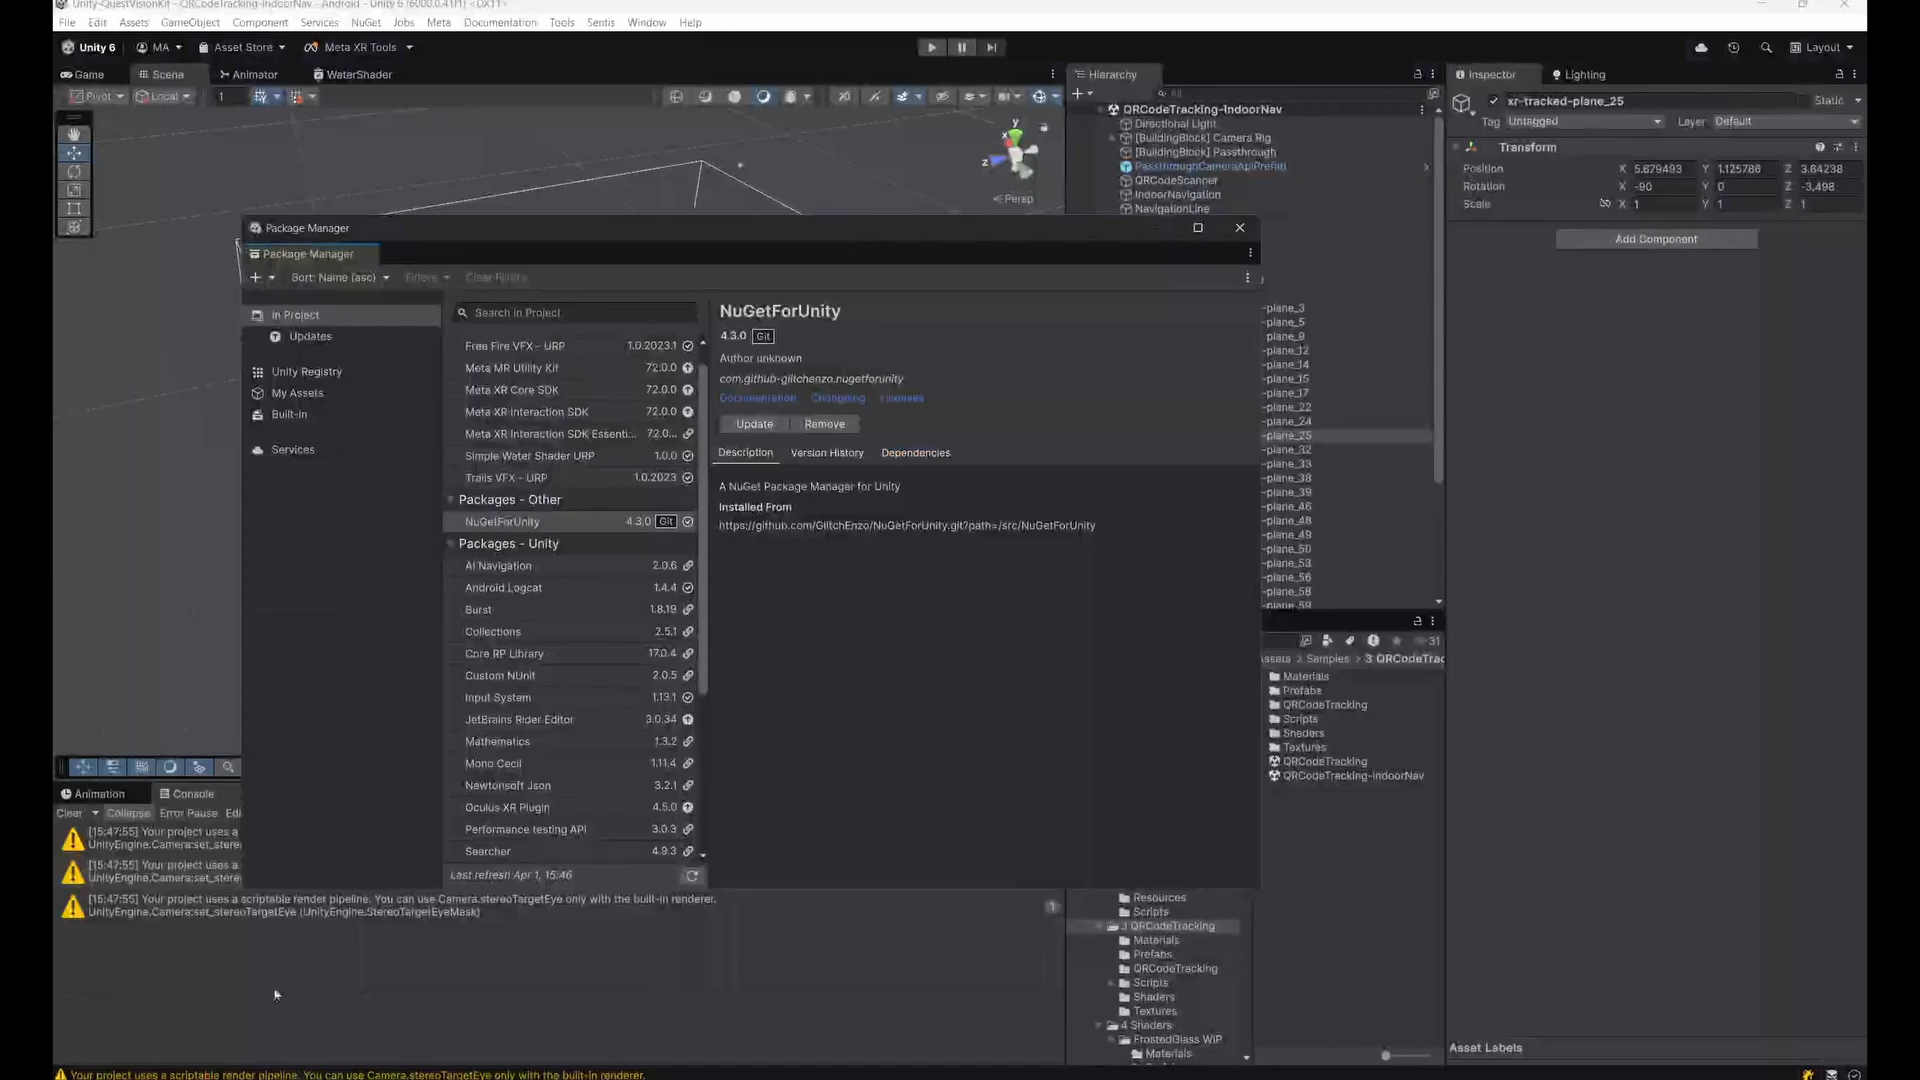 Unity-QuestVisionKit - QRCodeTracking-IndoorNav - Android - Unity 6 (6000.0.41f1) <DX11>
File Edit Assets GameObject Component Services NuGet Jobs Meta Documentation Tools Sentis Window Help
Unity 6 MA Asset Store Meta XR Tools Layout
Game Scene Animator WaterShader
Pivot Local 1
y
x
z
Persp
Hierarchy
All
QRCodeTracking-IndoorNav
Directional Light
[BuildingBlock] Camera Rig
[BuildingBlock] Passthrough
PassthroughCameraApiPrefab
QRCodeScanner
IndoorNavigation
NavigationLine
-plane_3
-plane_5
-plane_9
-plane_12
-plane_14
-plane_15
-plane_17
-plane_22
-plane_24
-plane_25
-plane_32
-plane_33
-plane_38
-plane_39
-plane_46
-plane_48
-plane_49
-plane_50
-plane_53
-plane_56
-plane_58
-plane_59
Inspector Lighting
xr-tracked-plane_25 Static
Tag Untagged Layer Default
Transform
Position X 5.679493 Y 1.125786 Z 3.64238
Rotation X -90 Y 0 Z -3.498
Scale X 1 Y 1 Z 1
Add Component
Package Manager
Package Manager
Sort: Name (asc) Filters Clear Filters
In Project
Updates
Unity Registry
My Assets
Built-in
Services
Search in Project
Free Fire VFX - URP 1.0.2023.1
Meta MR Utility Kit 72.0.0
Meta XR Core SDK 72.0.0
Meta XR Interaction SDK 72.0.0
Meta XR Interaction SDK Essenti... 72.0...
Simple Water Shader URP 1.0.0
Trails VFX - URP 1.0.2023
Packages - Other
NuGetForUnity 4.3.0 Git
Packages - Unity
AI Navigation 2.0.6
Android Logcat 1.4.4
Burst 1.8.19
Collections 2.5.1
Core RP Library 17.0.4
Custom NUnit 2.0.5
Input System 1.13.1
JetBrains Rider Editor 3.0.34
Mathematics 1.3.2
Mono Cecil 1.11.4
Newtonsoft Json 3.2.1
Oculus XR Plugin 4.5.0
Performance testing API 3.0.3
Searcher 4.9.3
Last refresh Apr 1, 15:46
NuGetForUnity
4.3.0 Git
Author unknown
com.github-glitchenzo.nugetforunity
Documentation Changelog Licenses
Update Remove
Description Version History Dependencies
A NuGet Package Manager for Unity
Installed From
https://github.com/GlitchEnzo/NuGetForUnity.git?path=/src/NuGetForUnity
31
Assets > Samples > 3 QRCodeTrac
Materials
Prefabs
QRCodeTracking
Scripts
Shaders
Textures
QRCodeTracking
QRCodeTracking-IndoorNav
Animation Console
Clear Collapse Error Pause Edi
[15:47:55] Your project uses a
UnityEngine.Camera:set_stere
[15:47:55] Your project uses a
UnityEngine.Camera:set_stere
[15:47:55] Your project uses a scriptable render pipeline. You can use Camera.stereoTargetEye only with the built-in renderer.
UnityEngine.Camera:set_stereoTargetEye (UnityEngine.StereoTargetEyeMask)
1
Resources
Scripts
3 QRCodeTracking
Materials
Prefabs
QRCodeTracking
Scripts
Shaders
Textures
4 Shaders
FrostedGlass WiP
Materials
Asset Labels
Your project uses a scriptable render pipeline. You can use Camera.stereoTargetEye only with the built-in renderer.